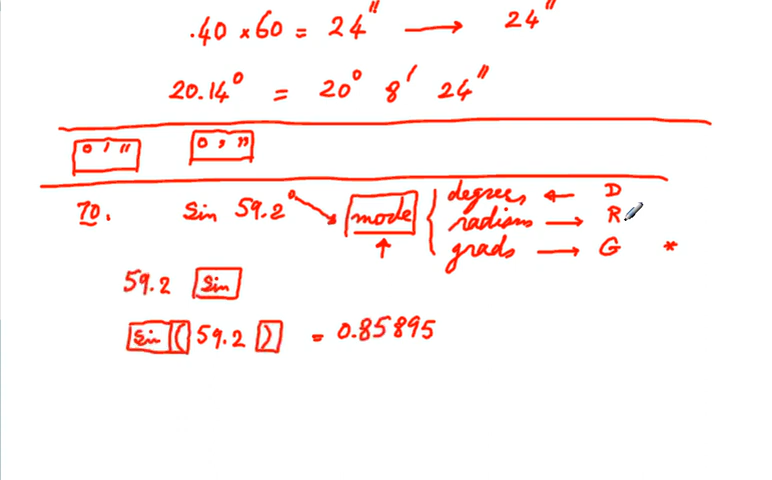 .40 × 60 = 24" → 24"
20.14° = 20° 8' 24"
° ' " ° , ,,
70. Sin 59.2° mode { degrees ← D
radians → R
grads → G *
59.2 Sin
Sin ( 59.2 ) = 0.85895